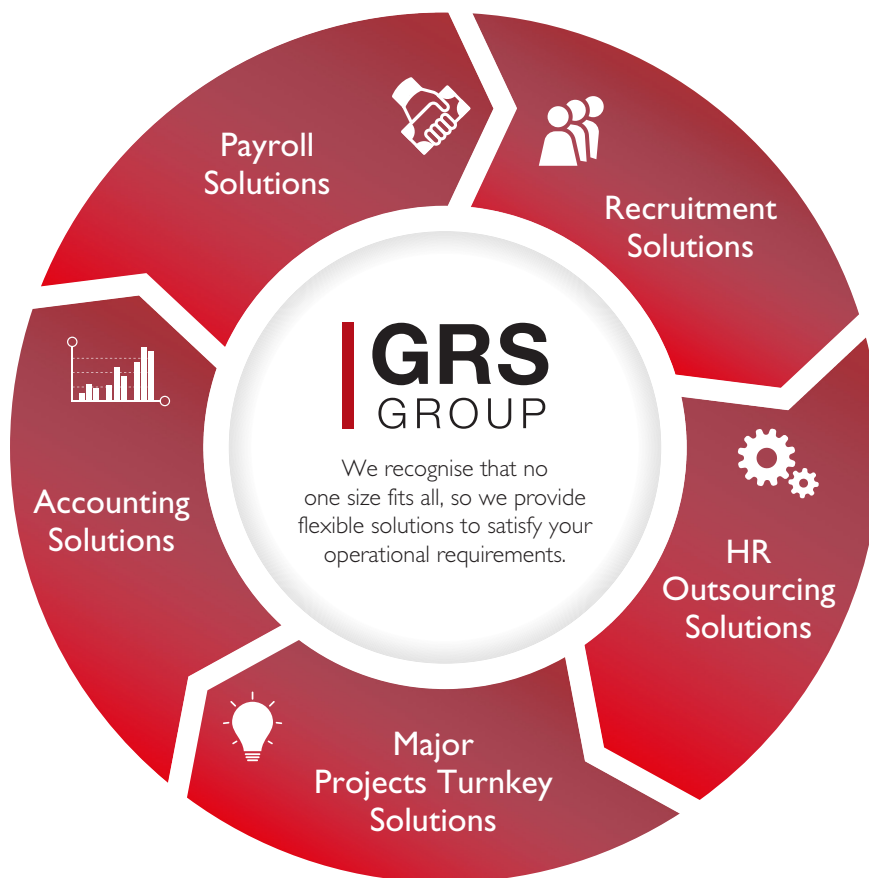 Payroll
Solutions
Recruitment
Solutions
GRS
GROUP
We recognise that no
one size fits all, so we provide
flexible solutions to satisfy your
operational requirements.
Accounting
Solutions
HR
Outsourcing
Solutions
Major
Projects Turnkey
Solutions